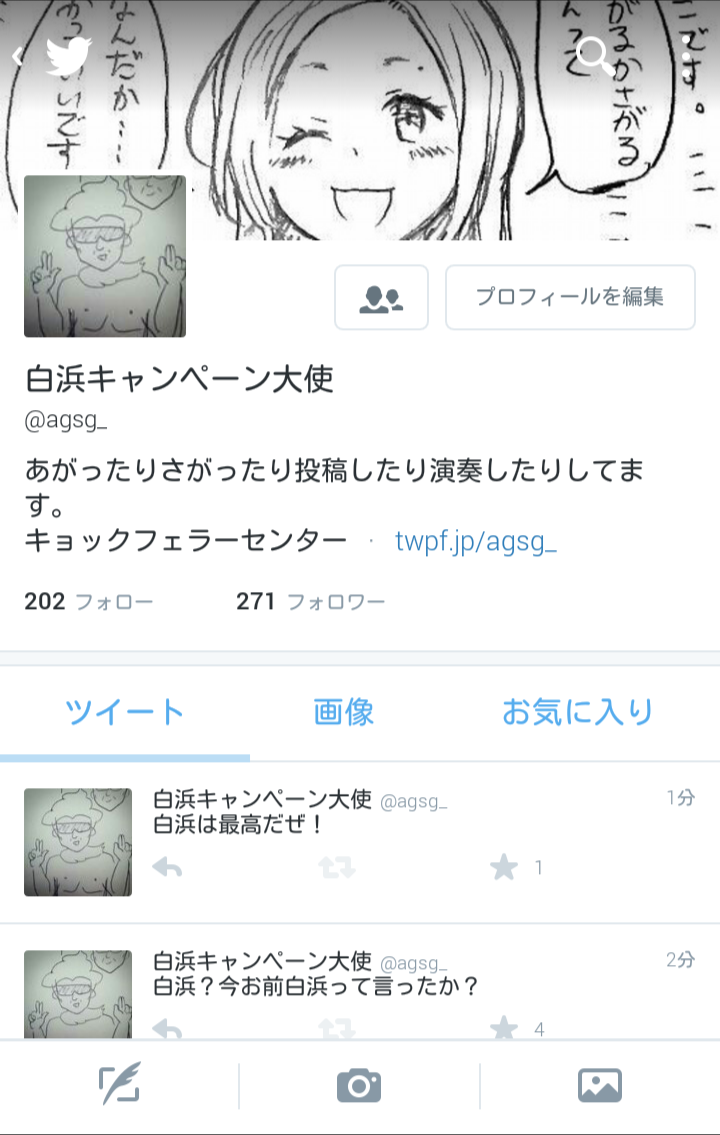 なんだか・・・
かっこいいです
がるかさがる
んてて
こです。
プロフィールを編集
白浜キャンペーン大使
@agsg_
あがったりさがったり投稿したり演奏したりしてま
す。
キョックフェラーセンター · twpf.jp/agsg_
202 フォロー 271 フォロワー
ツイート 画像 お気に入り
白浜キャンペーン大使 @agsg_ 1分
白浜は最高だぜ！
1
白浜キャンペーン大使 @agsg_ 2分
白浜？今お前白浜って言ったか？
4